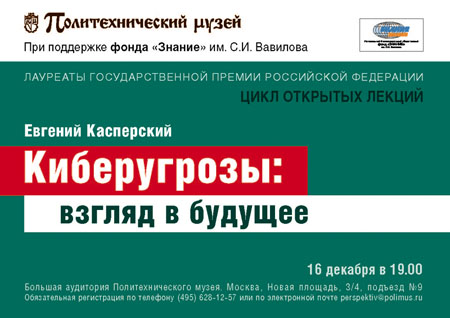 Политехнический музей
При поддержке фонда «Знание» им. С.И. Вавилова
ЛАУРЕАТЫ ГОСУДАРСТВЕННОЙ ПРЕМИИ РОССИЙСКОЙ ФЕДЕРАЦИИ
ЦИКЛ ОТКРЫТЫХ ЛЕКЦИЙ
Евгений Касперский
Киберугрозы:
взгляд в будущее
16 декабря в 19.00
Большая аудитория Политехнического музея. Москва, Новая площадь, 3/4, подъезд №9
Обязательная регистрация по телефону (495) 628-12-57 или по электронной почте perspektiv@polimus.ru